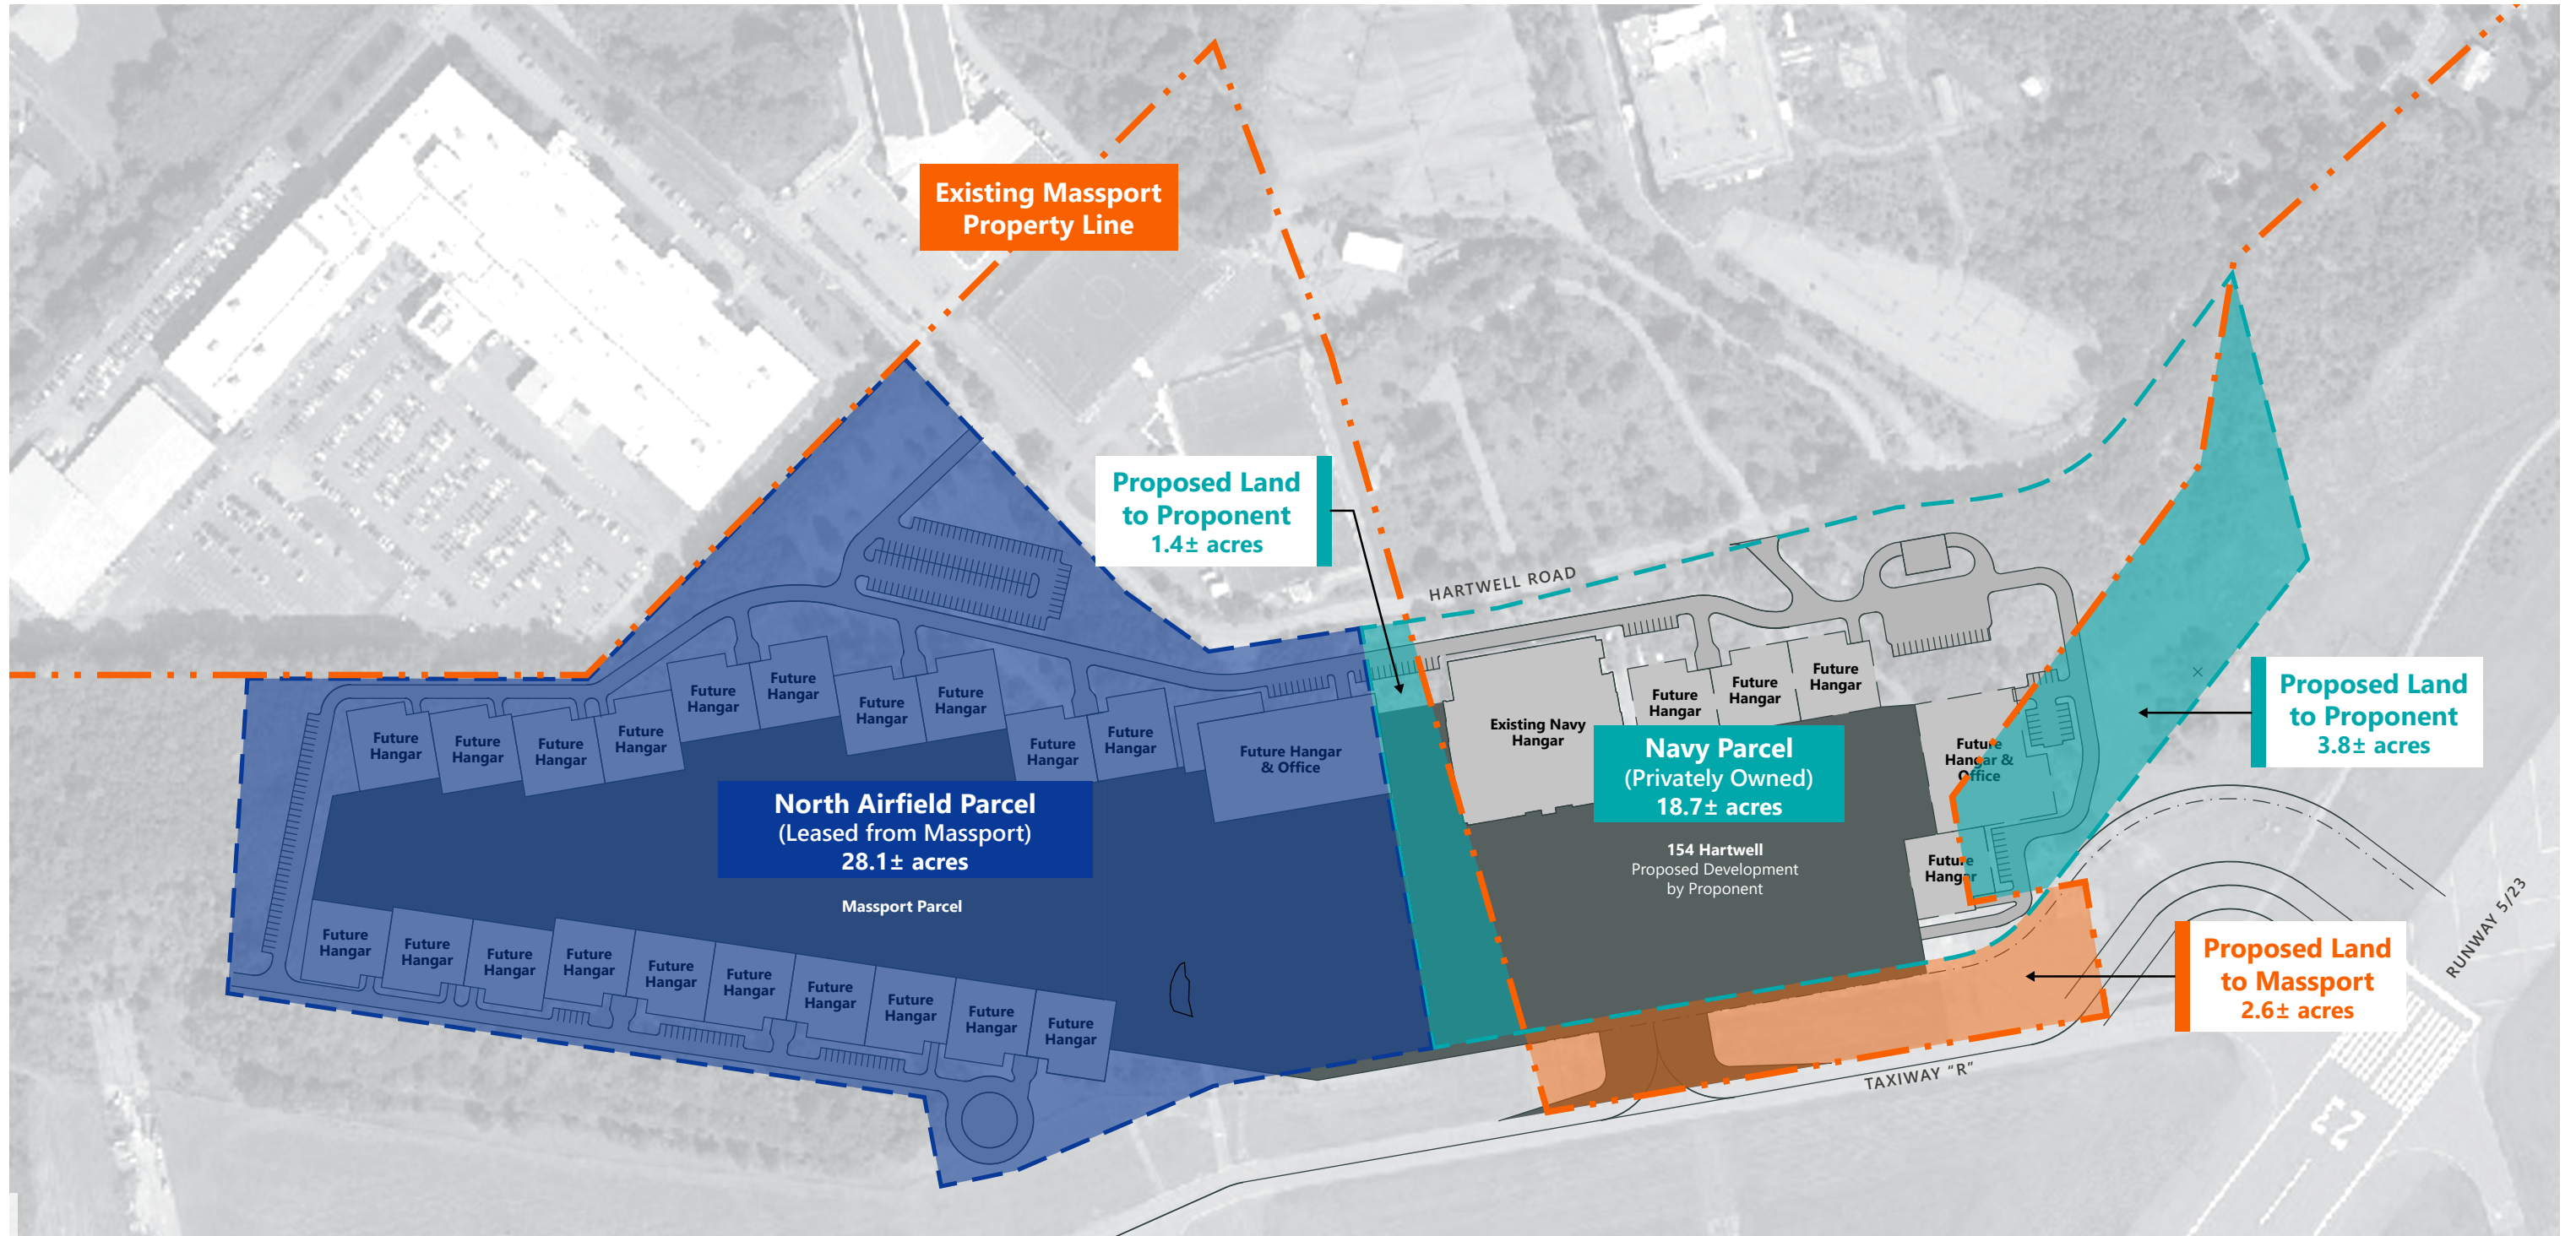 Existing Massport
Property Line
Proposed Land
to Proponent
1.4± acres
HARTWELL ROAD
Future
Hangar
Future
Hangar
Future
Hangar
Future
Hangar
Future
Hangar
Future
Hangar
Future
Hangar
Future
Hangar
Future
Hangar
Future
Hangar
Future Hangar
& Office
North Airfield Parcel
(Leased from Massport)
28.1± acres
Massport Parcel
Future
Hangar
Future
Hangar
Future
Hangar
Future
Hangar
Future
Hangar
Future
Hangar
Future
Hangar
Future
Hangar
Future
Hangar
Future
Hangar
Existing Navy
Hangar
Future
Hangar
Future
Hangar
Future
Hangar
Navy Parcel
(Privately Owned)
18.7± acres
154 Hartwell
Proposed Development
by Proponent
Future
Hangar &
Office
Future
Hangar
Proposed Land
to Proponent
3.8± acres
Proposed Land
to Massport
2.6± acres
RUNWAY 5/23
TAXIWAY "R"
23